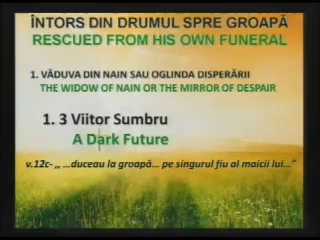 ÎNTORS DIN DRUMUL SPRE GROAPĂ
RESCUED FROM HIS OWN FUNERAL
1. VĂDUVA DIN NAIN SAU OGLINDA DISPERĂRII
THE WIDOW OF NAIN OR THE MIRROR OF DESPAIR
1. 3 Viitor Sumbru
A Dark Future
v.12c- ,, ...duceau la groapă... pe singurul fiu al maicii lui..."